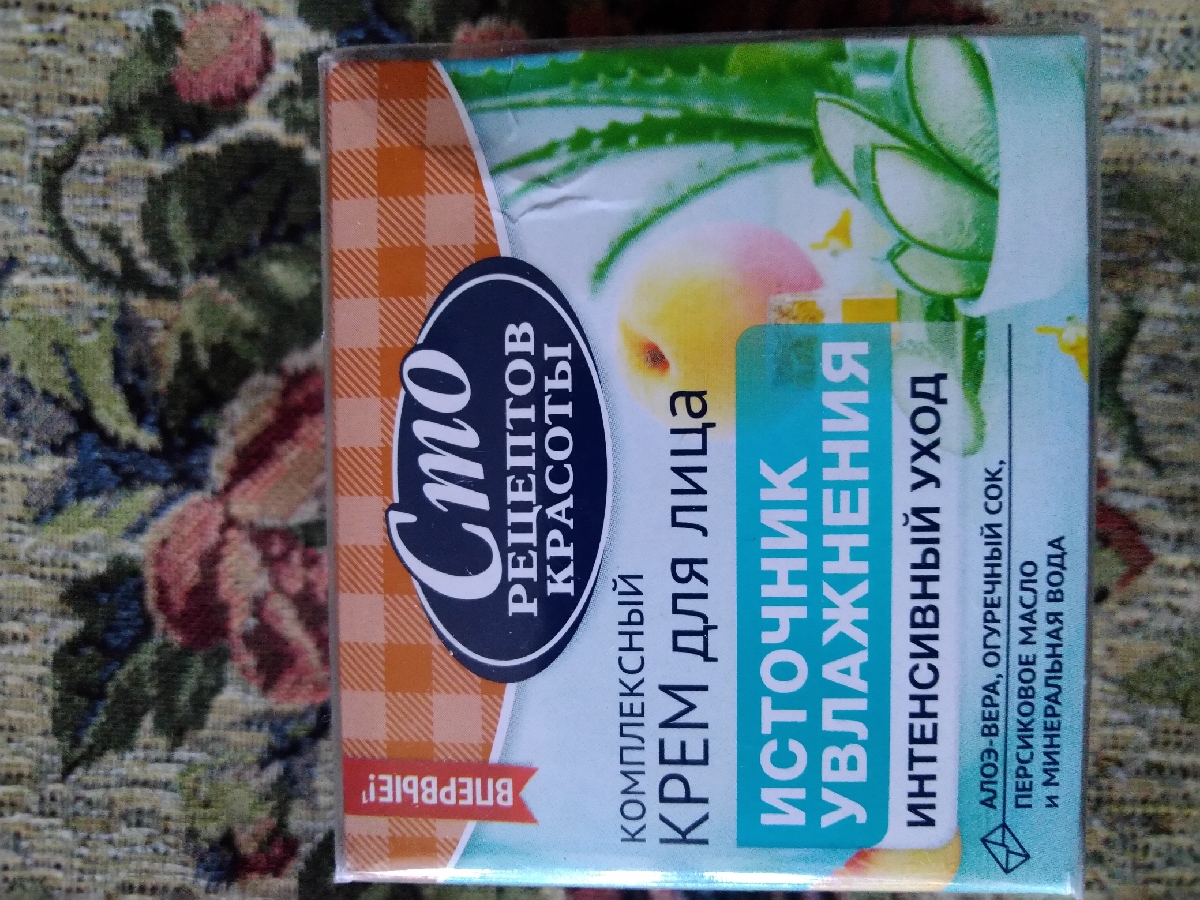 Сто
РЕЦЕПТОВ
КРАСОТЫ
ВПЕРВЫЕ!
КОМПЛЕКСНЫЙ
КРЕМ ДЛЯ ЛИЦА
ИСТОЧНИК
УВЛАЖНЕНИЯ
ИНТЕНСИВНЫЙ УХОД
АЛОЭ-ВЕРА, ОГУРЕЧНЫЙ СОК,
ПЕРСИКОВОЕ МАСЛО
И МИНЕРАЛЬНАЯ ВОДА